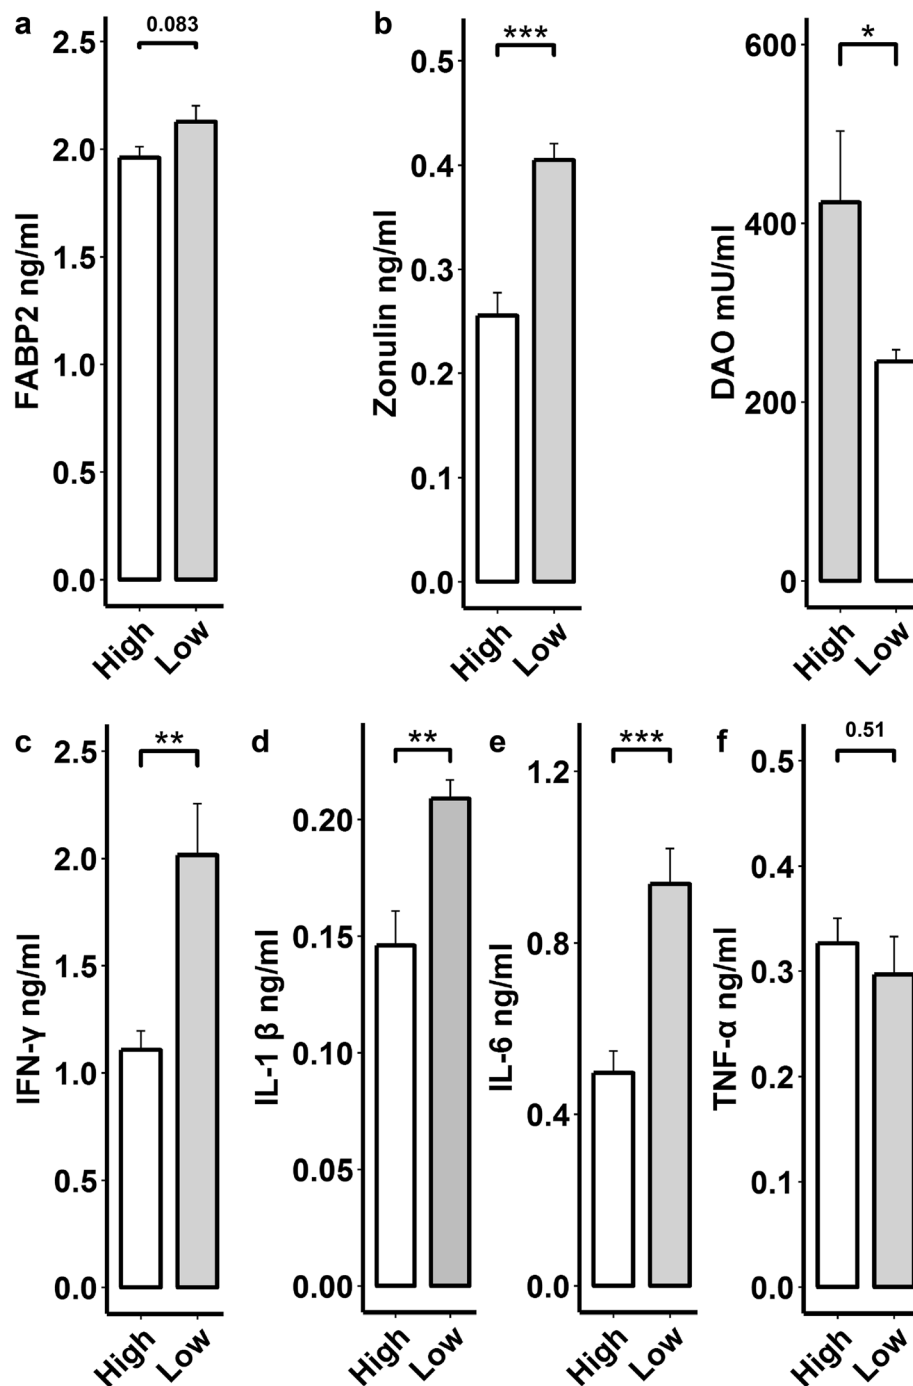 a
0.083
FABP2 ng/ml
2.5
2.0
1.5
1.0
0.5
0.0
High
Low
b
***
Zonulin ng/ml
0.5
0.4
0.3
0.2
0.1
0.0
High
Low
*
DAO mU/ml
600
400
200
0
High
Low
c
**
IFN-γ ng/ml
2.5
2.0
1.5
1.0
0.5
0.0
High
Low
d
**
IL-1 β ng/ml
0.20
0.15
0.10
0.05
0.00
High
Low
e
***
IL-6 ng/ml
1.2
0.8
0.4
0.0
High
Low
f
0.51
TNF-α ng/ml
0.5
0.4
0.3
0.2
0.1
0.0
High
Low